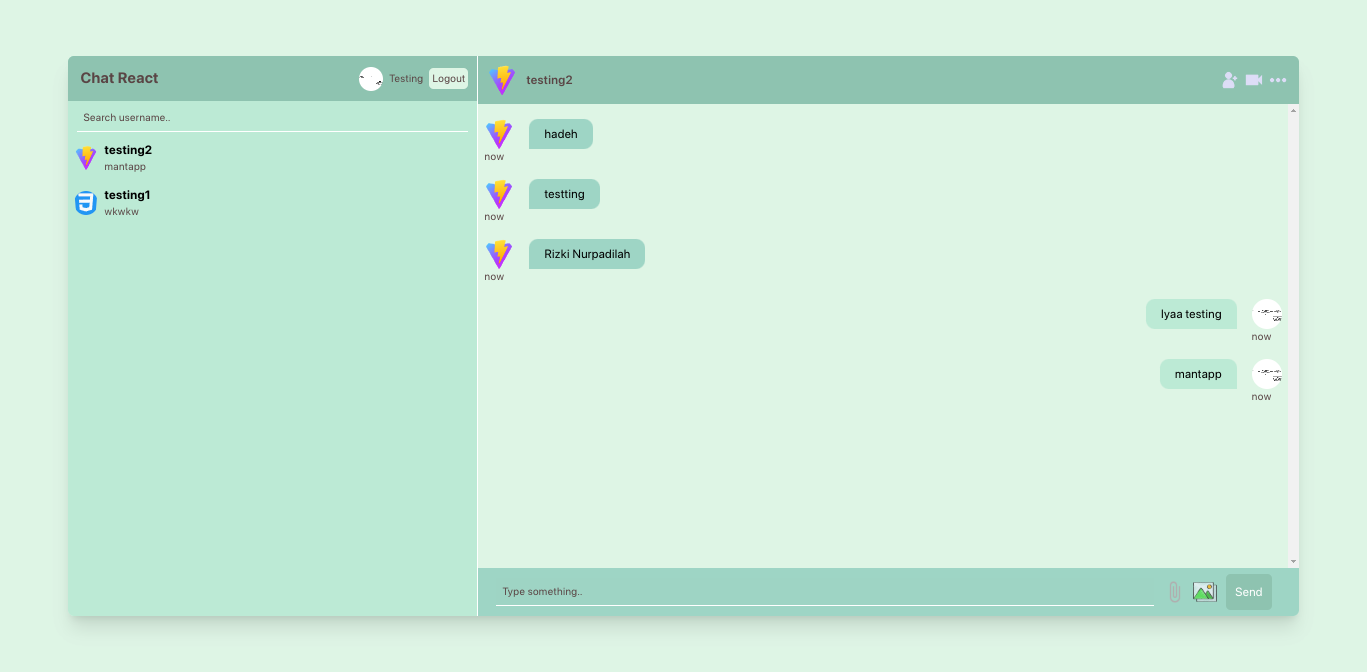 Chat React
Testing
Logout
Search username..
testing2
mantapp
testing1
wkwkw
testing2
hadeh
now
testting
now
Rizki Nurpadilah
now
Iyaa testing
now
mantapp
now
Type something..
Send